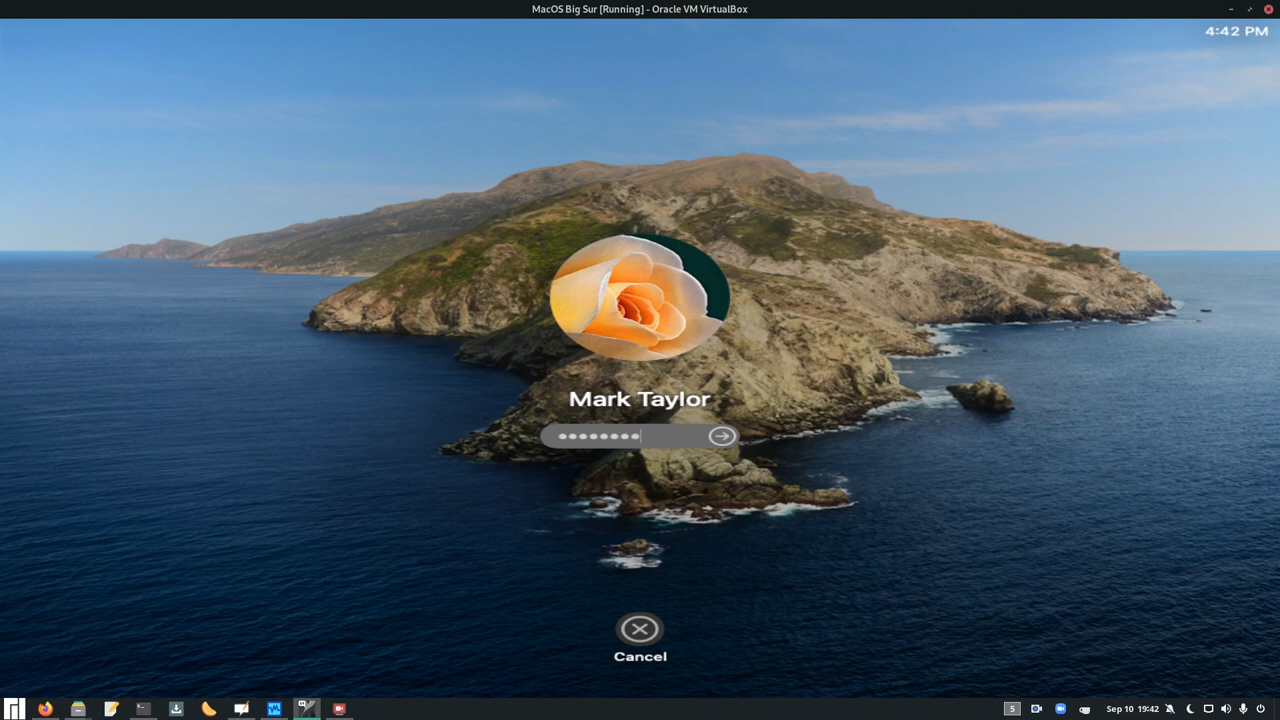 MacOS Big Sur [Running] - Oracle VM VirtualBox
4:42 PM
Mark Taylor
Cancel
5
Sep 10 19:42